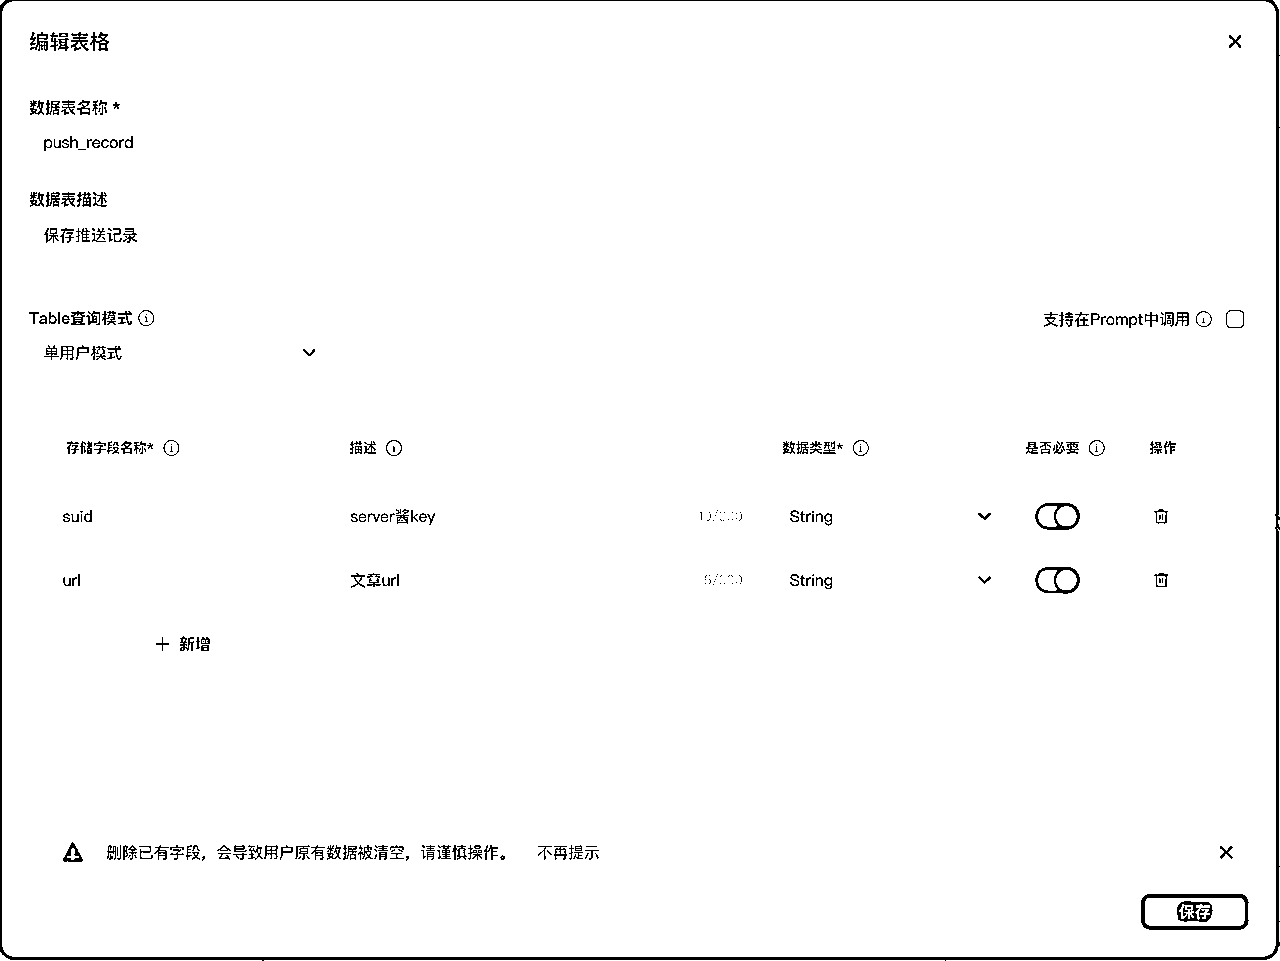 编辑表格
数据表名称 *
push_record
数据表描述
保存推送记录
Table查询模式
支持在Prompt中调用
单用户模式
存储字段名称* 描述 数据类型* 是否必要 操作
suid server酱key String
url 文章url String
新增
删除已有字段，会导致用户原有数据被清空，请谨慎操作。 不再提示
保存